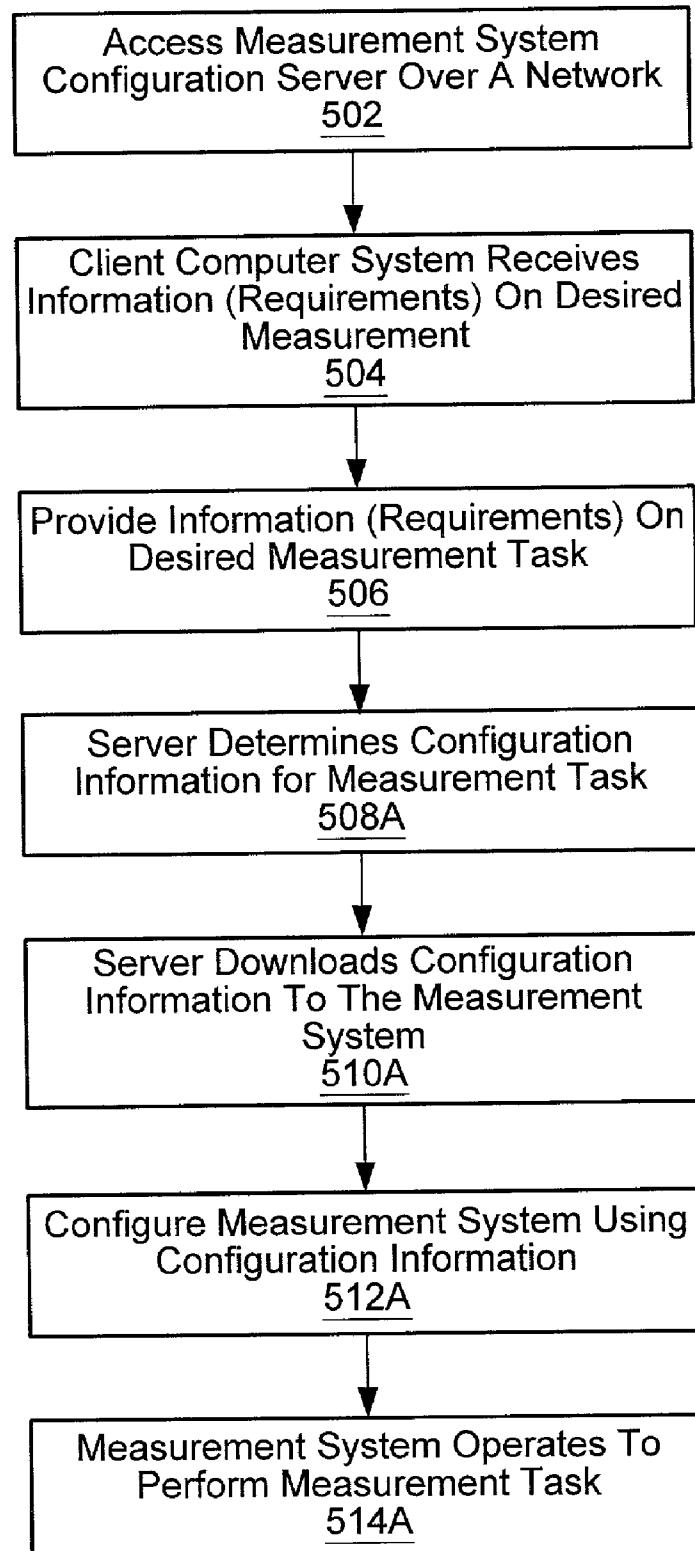 Access Measurement System
Configuration Server Over A Network
502
Client Computer System Receives
Information (Requirements) On Desired
Measurement
504
Provide Information (Requirements) On
Desired Measurement Task
506
Server Determines Configuration
Information for Measurement Task
508A
Server Downloads Configuration
Information To The Measurement
System
510A
Configure Measurement System Using
Configuration Information
512A
Measurement System Operates To
Perform Measurement Task
514A